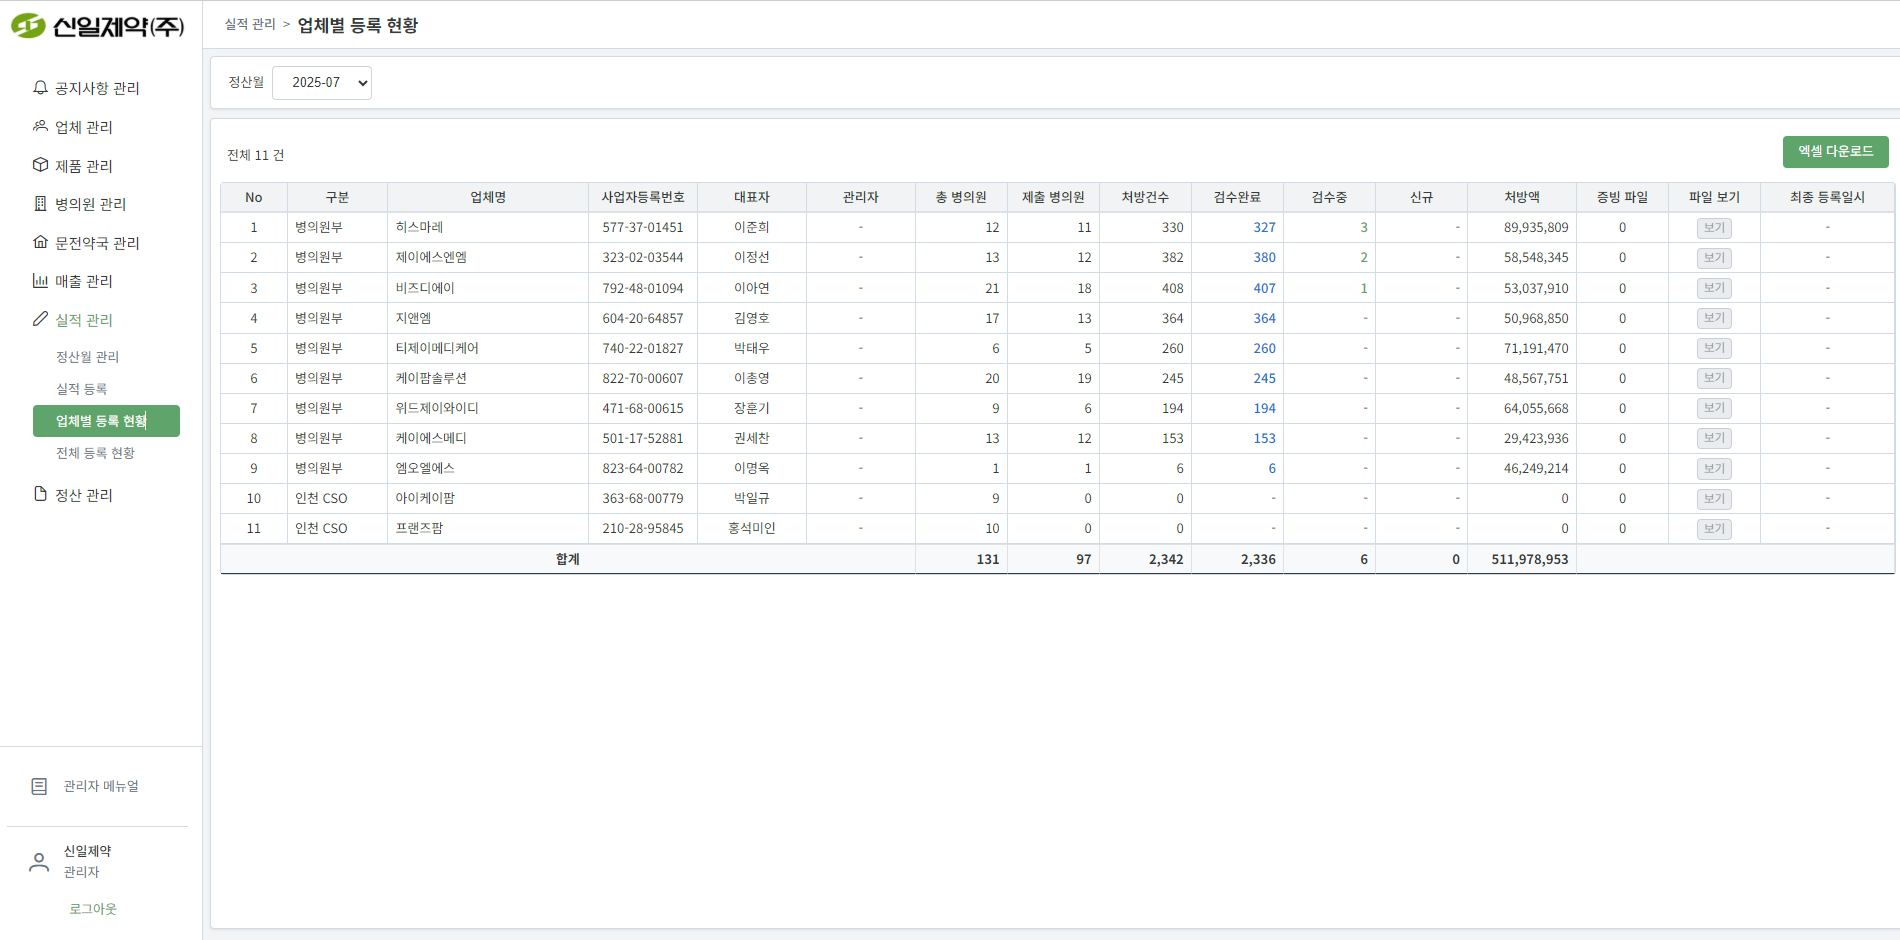 신일제약(주)
공지사항 관리
업체 관리
제품 관리
병의원 관리
문전약국 관리
매출 관리
실적 관리
정산월 관리
실적 등록
업체별 등록 현황
전체 등록 현황
정산 관리
관리자 메뉴얼
신일제약
관리자
로그아웃
실적 관리 > 업체별 등록 현황
정산월 2025-07
전체 11 건
엑셀 다운로드
No 구분 업체명 사업자등록번호 대표자 관리자 총 병의원 제출 병의원 처방건수 검수완료 검수중 신규 처방액 증빙 파일 파일 보기 최종 등록일시
1 병의원부 히스마레 577-37-01451 이준희 - 12 11 330 327 3 - 89,935,809 0 보기 -
2 병의원부 제이에스엔엠 323-02-03544 이정선 - 13 12 382 380 2 - 58,548,345 0 보기 -
3 병의원부 비즈디에이 792-48-01094 이아연 - 21 18 408 407 1 - 53,037,910 0 보기 -
4 병의원부 지앤엠 604-20-64857 김영호 - 17 13 364 364 - - 50,968,850 0 보기 -
5 병의원부 티제이메디케어 740-22-01827 박태우 - 6 5 260 260 - - 71,191,470 0 보기 -
6 병의원부 케이팜솔루션 822-70-00607 이총영 - 20 19 245 245 - - 48,567,751 0 보기 -
7 병의원부 위드제이와이디 471-68-00615 장훈기 - 9 6 194 194 - - 64,055,668 0 보기 -
8 병의원부 케이에스메디 501-17-52881 권세찬 - 13 12 153 153 - - 29,423,936 0 보기 -
9 병의원부 엠오엘에스 823-64-00782 이명옥 - 1 1 6 6 - - 46,249,214 0 보기 -
10 인천 CSO 아이케이팜 363-68-00779 박일규 - 9 0 0 - - - 0 0 보기 -
11 인천 CSO 프랜즈팜 210-28-95845 홍석미인 - 10 0 0 - - - 0 0 보기 -
합계 131 97 2,342 2,336 6 0 511,978,953